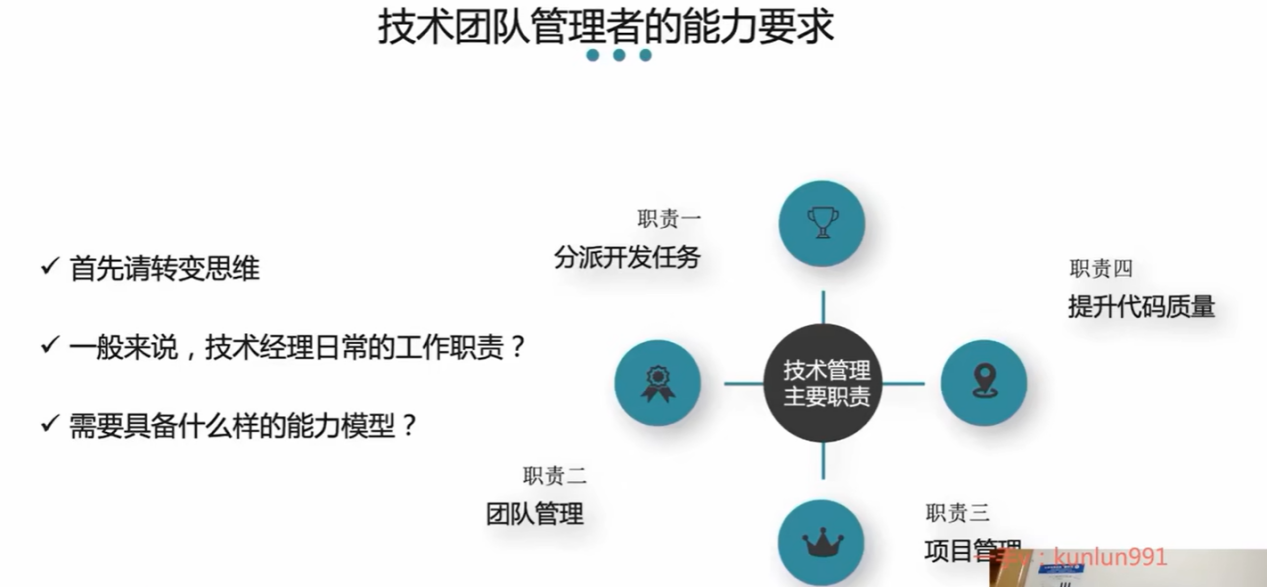 技术团队管理者的能力要求
首先请转变思维
一般来说，技术经理日常的工作职责？
需要具备什么样的能力模型？
职责一
分派开发任务
职责二
团队管理
技术管理
主要职责
职责三
项目管理
职责四
提升代码质量
kunlun991